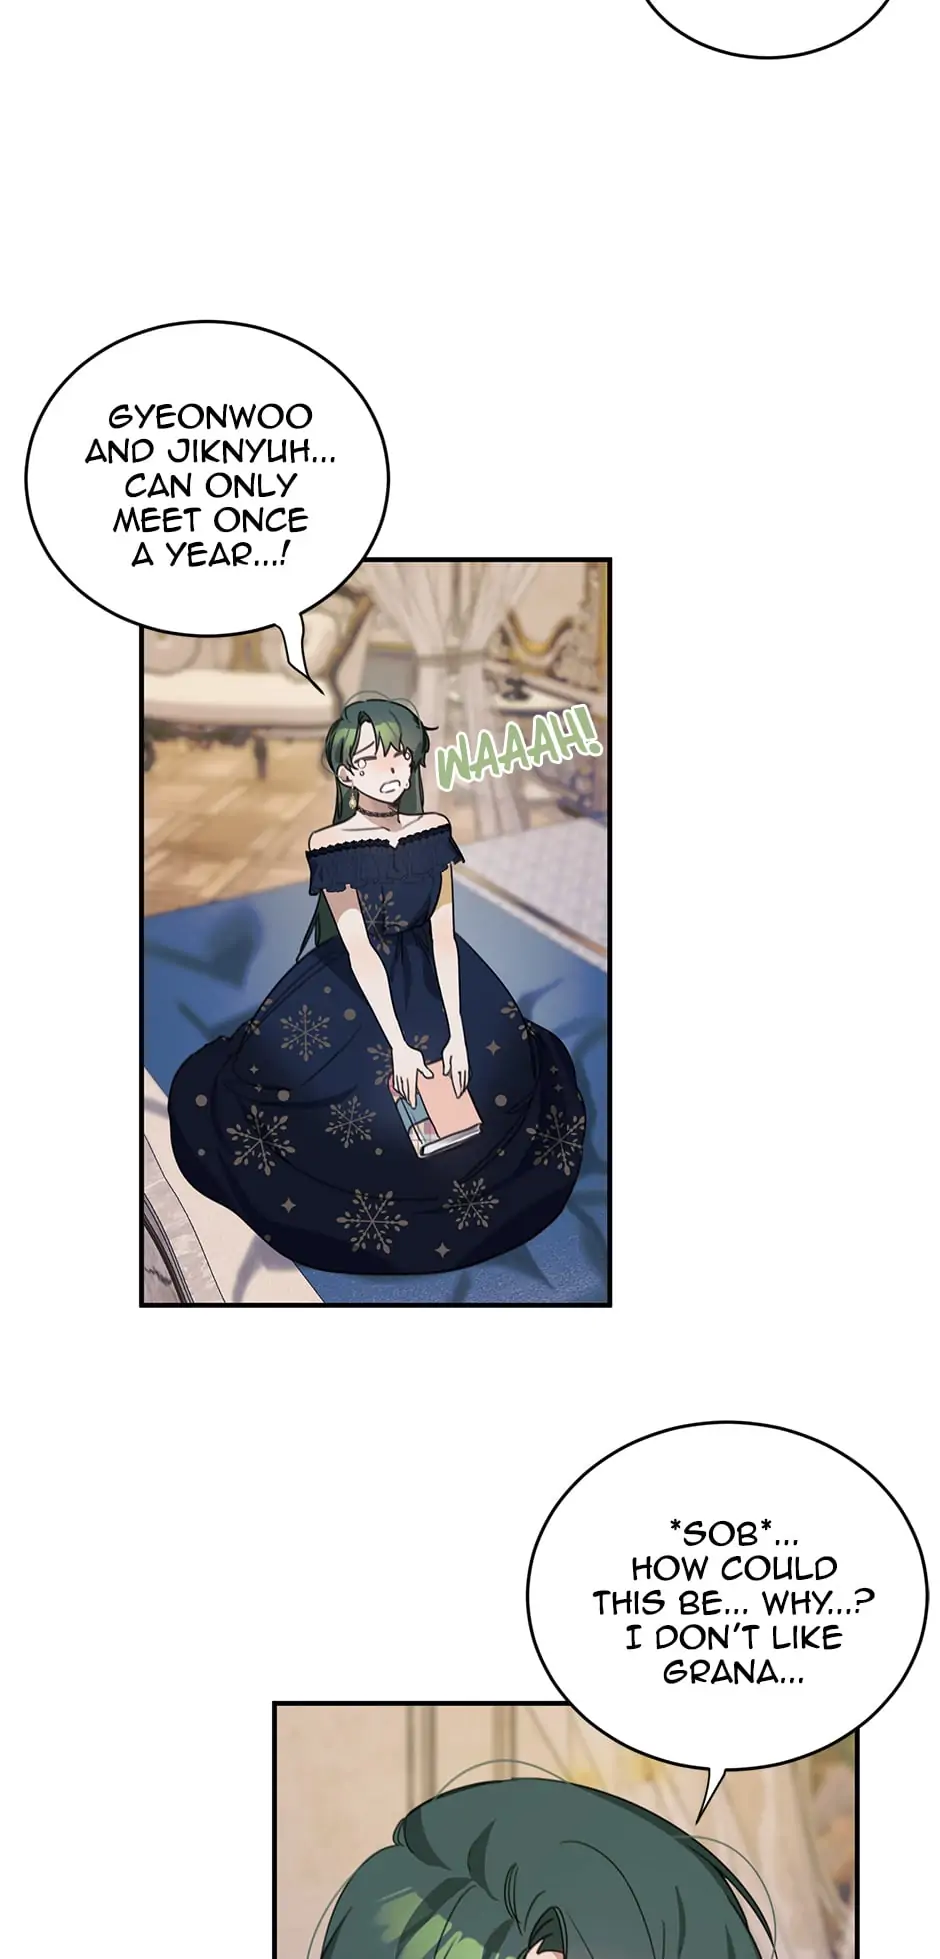 GYEONWOO
AND JIKNYUH...
CAN ONLY
MEET ONCE
A YEAR...!
WAAAH!
*SOB*...
HOW COULD
THIS BE... WHY...?
I DON'T LIKE
GRANA...